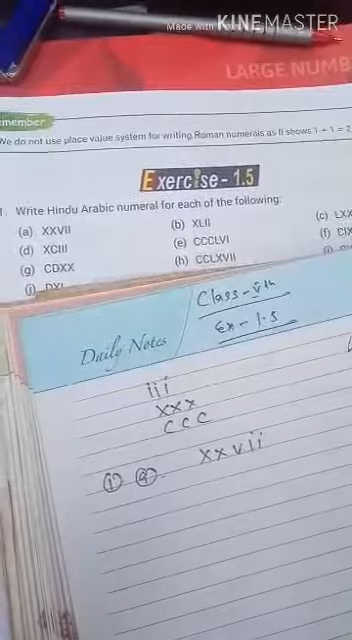 Made with KINEMASTER
LARGE NUMB
member
We do not use place value system for writing Roman numerals as II shows 1 + 1 = 2
Exercise - 1.5
1. Write Hindu Arabic numeral for each of the following:
(a) XXVII (b) XLII (c) LXX
(d) XCIII (e) CCCLVI (f) CIX
(g) CDXX (h) CCLXVII (i)
(j) DXL
Class - Vth
Daily Notes Ex - 1.5
iii
xxx
ccc
① ⓐ. xxvii